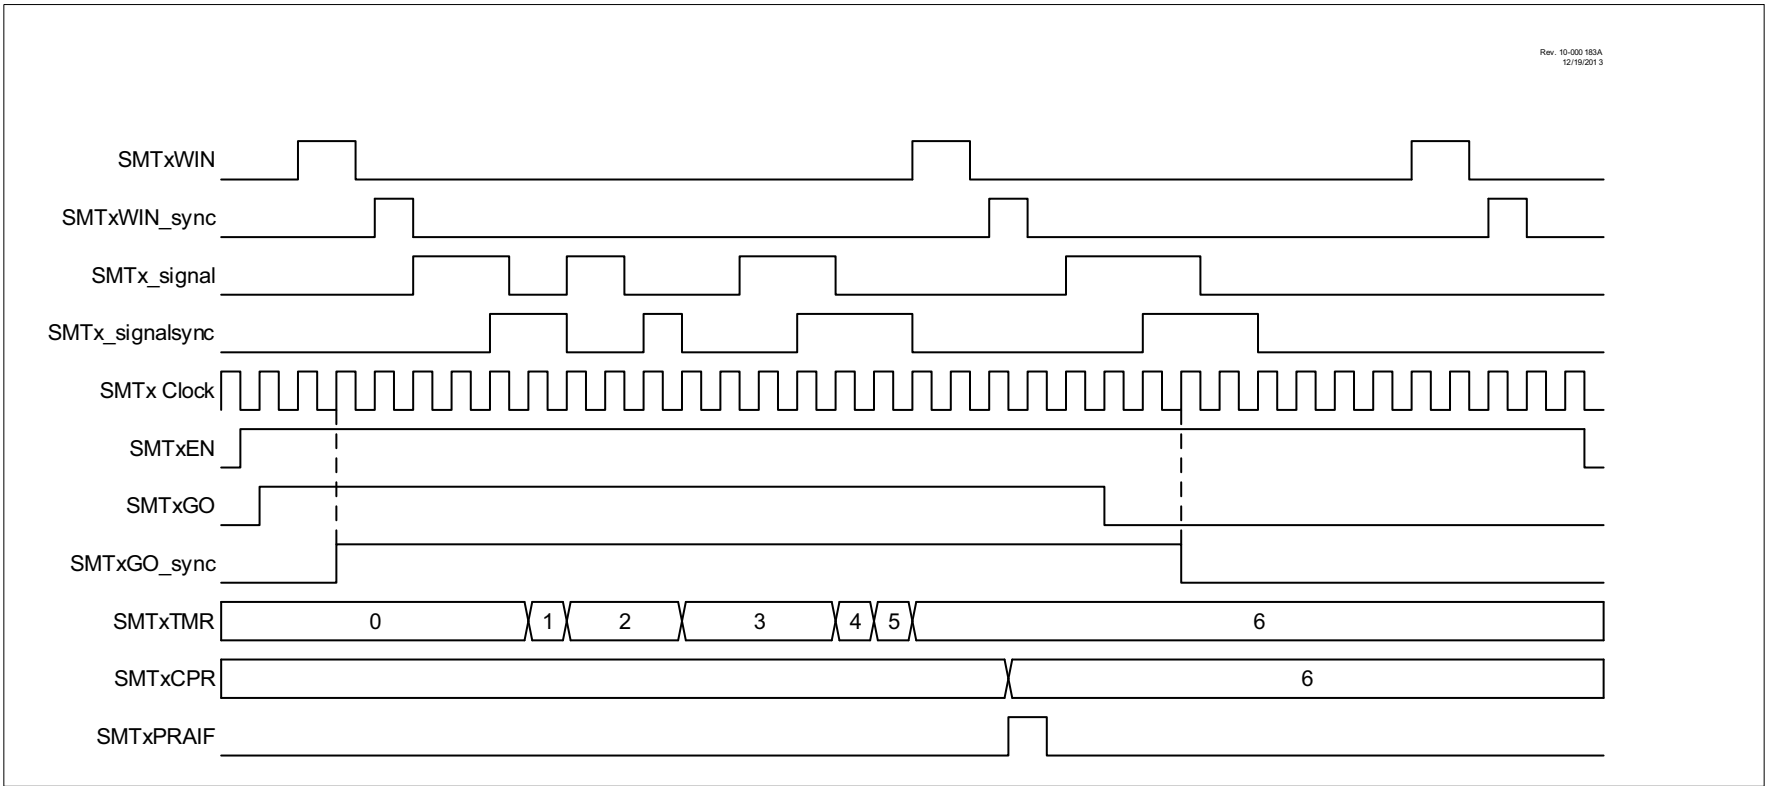 Rev. 10-000 183A
12/19/201 3
SMTxWIN
SMTxWIN_sync
SMTx_signal
SMTx_signalsync
SMTx Clock
SMTxEN
SMTxGO
SMTxGO_sync
SMTxTMR 0 1 2 3 4 5 6
SMTxCPR 6
SMTxPRAIF